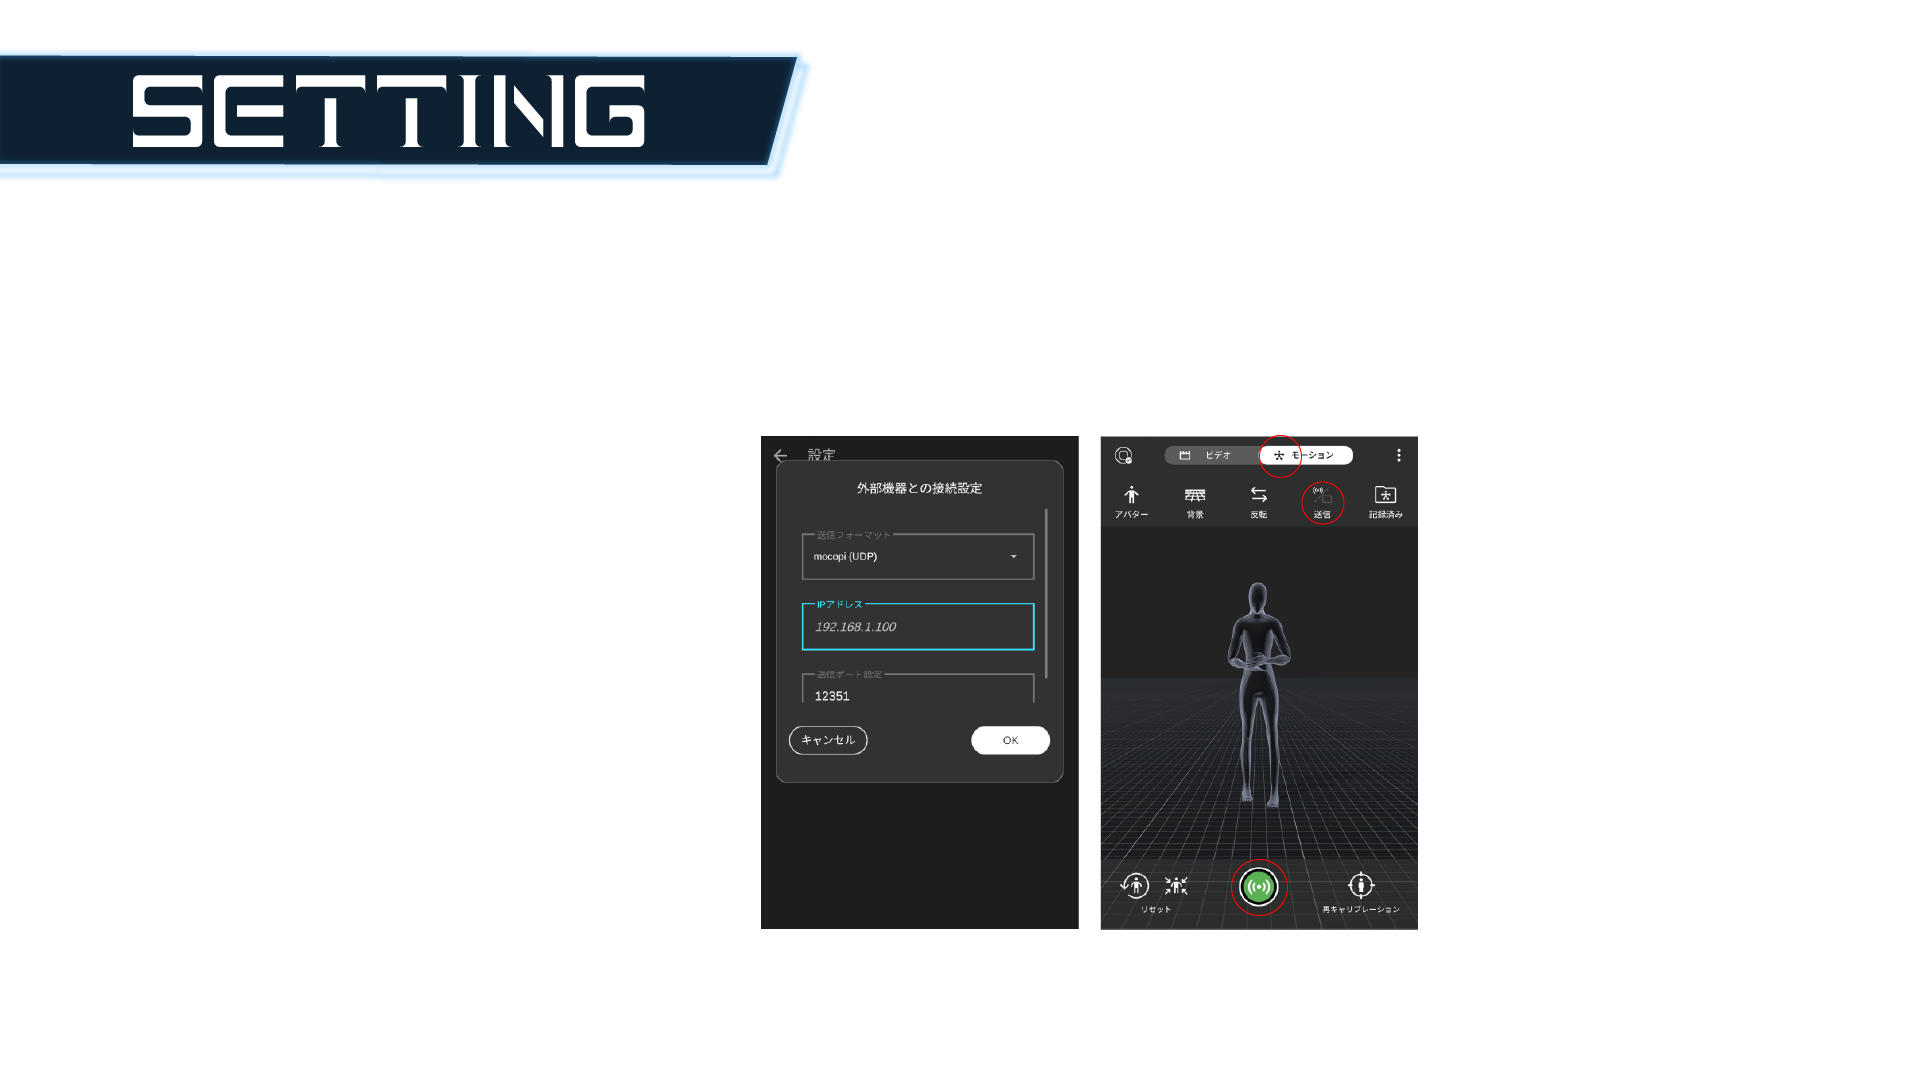 SETTING
設定
外部機器との接続設定
送信フォーマット
mocopi (UDP)
IPアドレス
192.168.1.100
送信ポート設定
12351
キャンセル
OK
ビデオ
モーション
アバター
背景
反転
送信
記録済み
リセット
再キャリブレーション